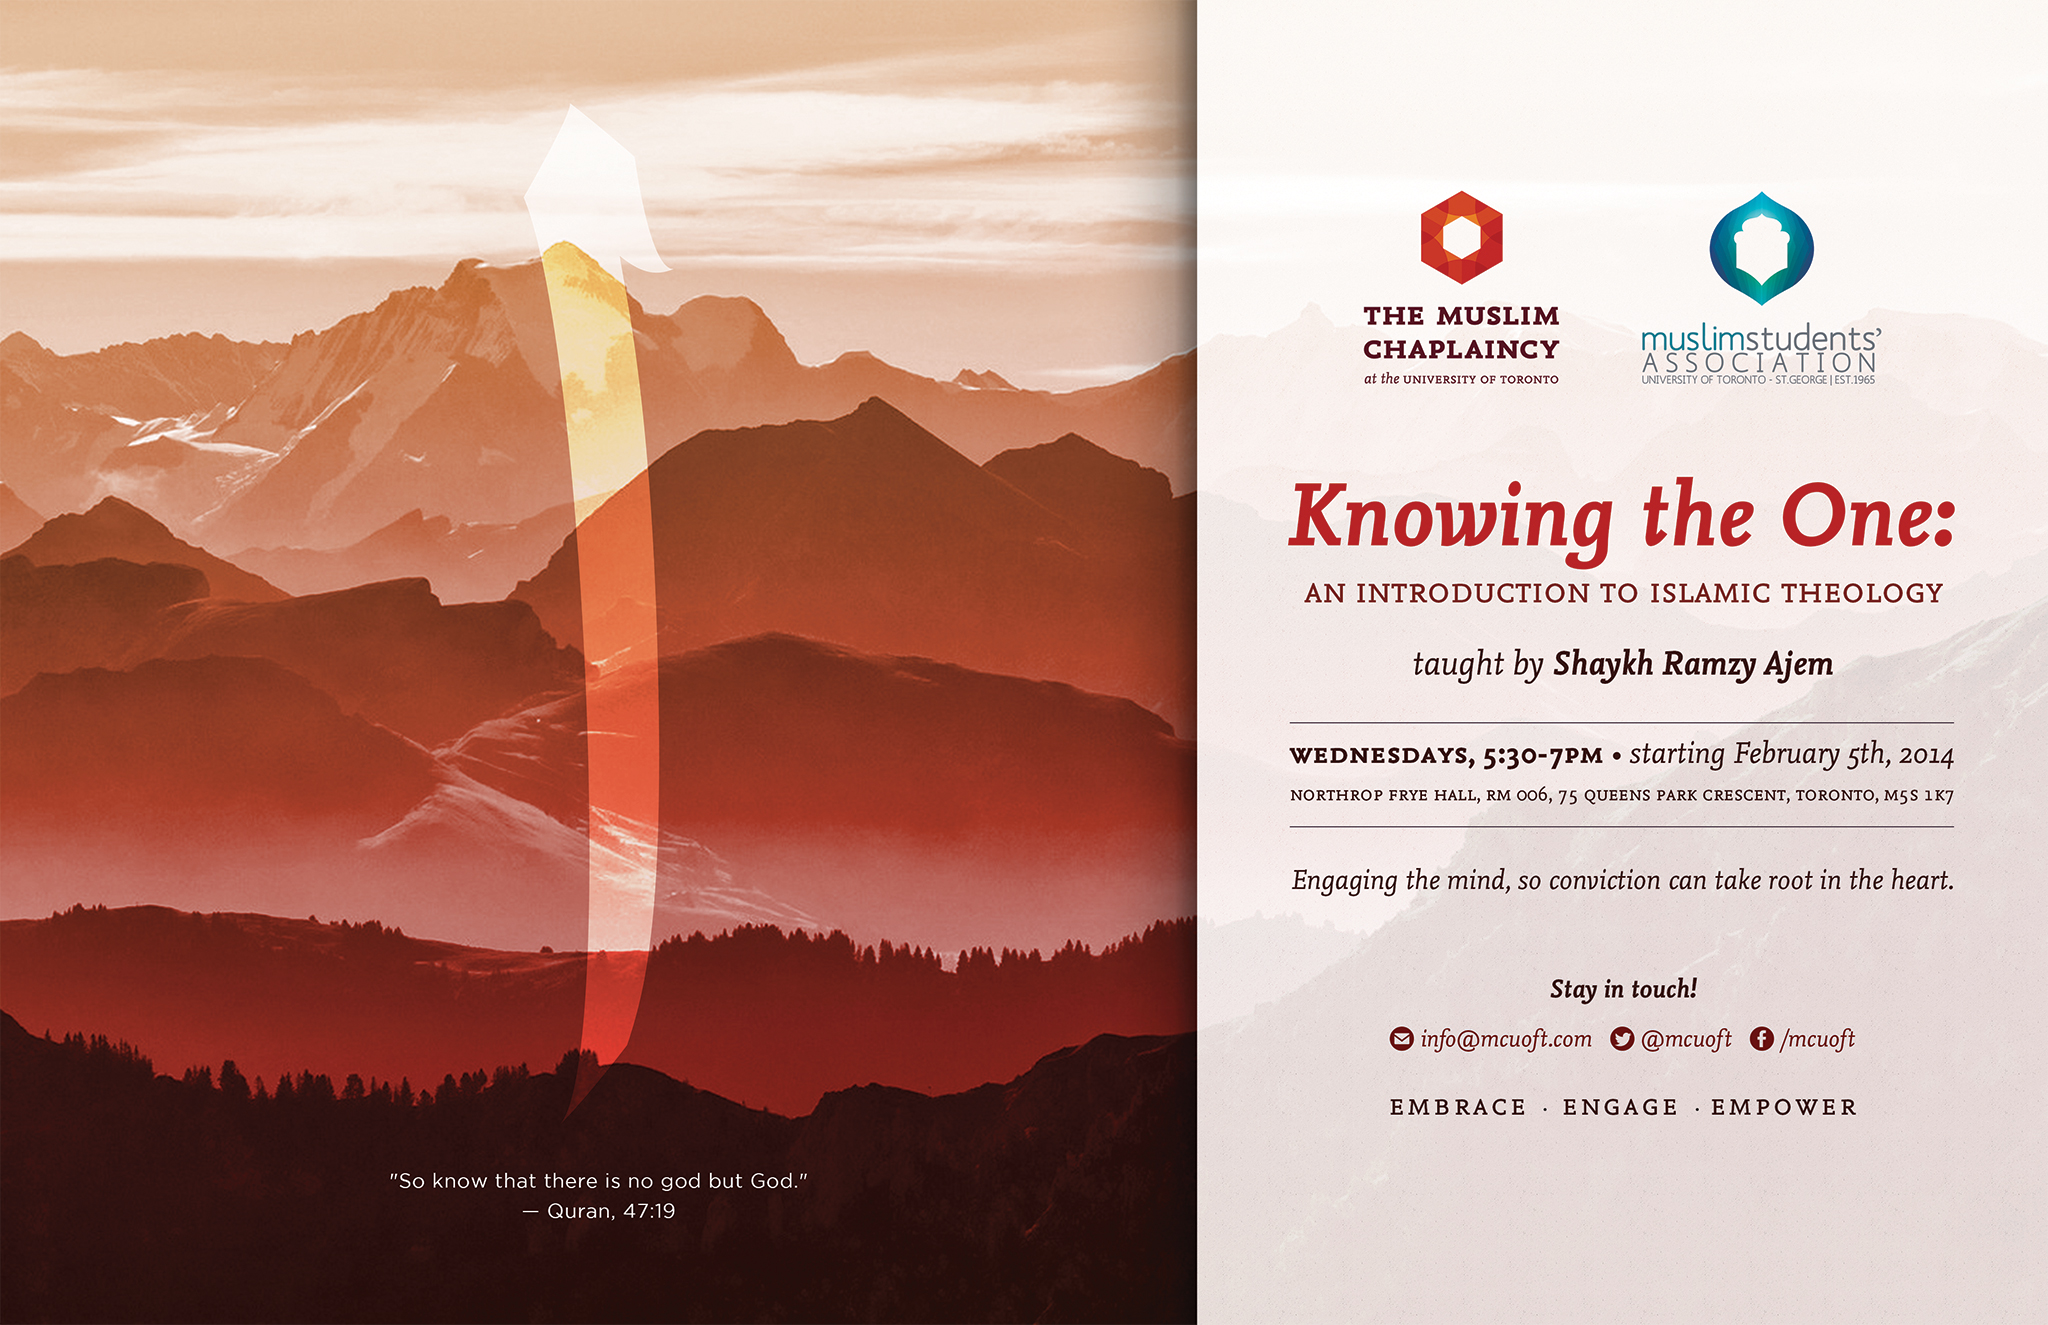 "So know that there is no god but God."
— Quran, 47:19
THE MUSLIM
CHAPLAINCY
at the UNIVERSITY OF TORONTO
muslimstudents'
ASSOCIATION
UNIVERSITY OF TORONTO - ST.GEORGE | EST.1965
Knowing the One:
AN INTRODUCTION TO ISLAMIC THEOLOGY
taught by Shaykh Ramzy Ajem
WEDNESDAYS, 5:30-7PM • starting February 5th, 2014
NORTHROP FRYE HALL, RM 006, 75 QUEENS PARK CRESCENT, TORONTO, M5S 1K7
Engaging the mind, so conviction can take root in the heart.
Stay in touch!
info@mcuoft.com @mcuoft /mcuoft
EMBRACE · ENGAGE · EMPOWER